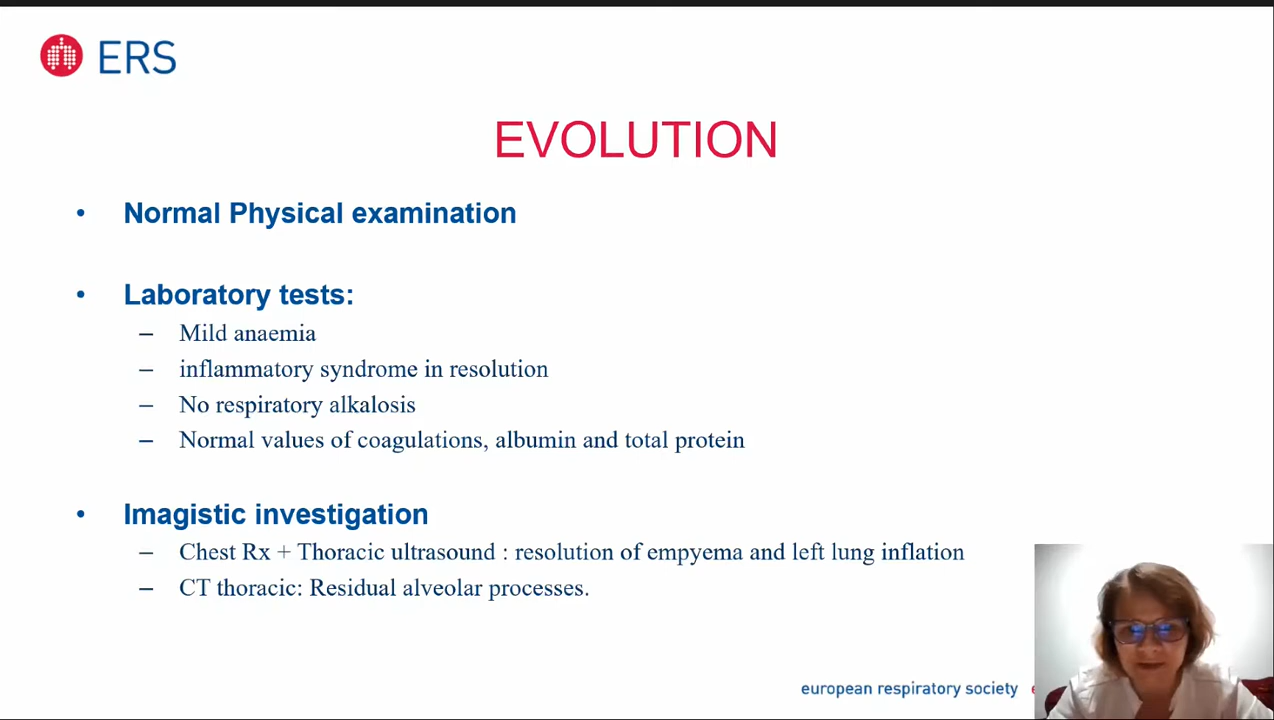 ERS
EVOLUTION
• Normal Physical examination
• Laboratory tests:
– Mild anaemia
– inflammatory syndrome in resolution
– No respiratory alkalosis
– Normal values of coagulations, albumin and total protein
• Imagistic investigation
– Chest Rx + Thoracic ultrasound : resolution of empyema and left lung inflation
– CT thoracic: Residual alveolar processes.
european respiratory society